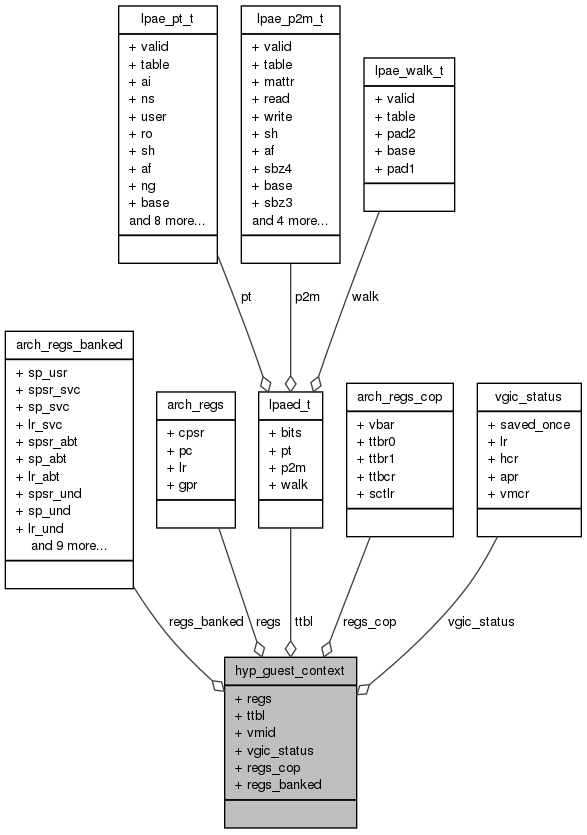 lpae_pt_t
+ valid
+ table
+ ai
+ ns
+ user
+ ro
+ sh
+ af
+ ng
+ base
and 8 more...
lpae_p2m_t
+ valid
+ table
+ mattr
+ read
+ write
+ sh
+ af
+ sbz4
+ base
+ sbz3
and 4 more...
lpae_walk_t
+ valid
+ table
+ pad2
+ base
+ pad1
pt
p2m
walk
arch_regs_banked
+ sp_usr
+ spsr_svc
+ sp_svc
+ lr_svc
+ spsr_abt
+ sp_abt
+ lr_abt
+ spsr_und
+ sp_und
+ lr_und
and 9 more...
arch_regs
+ cpsr
+ pc
+ lr
+ gpr
lpaed_t
+ bits
+ pt
+ p2m
+ walk
arch_regs_cop
+ vbar
+ ttbr0
+ ttbr1
+ ttbcr
+ sctlr
vgic_status
+ saved_once
+ lr
+ hcr
+ apr
+ vmcr
regs_banked
regs
ttbl
regs_cop
vgic_status
hyp_guest_context
+ regs
+ ttbl
+ vmid
+ vgic_status
+ regs_cop
+ regs_banked